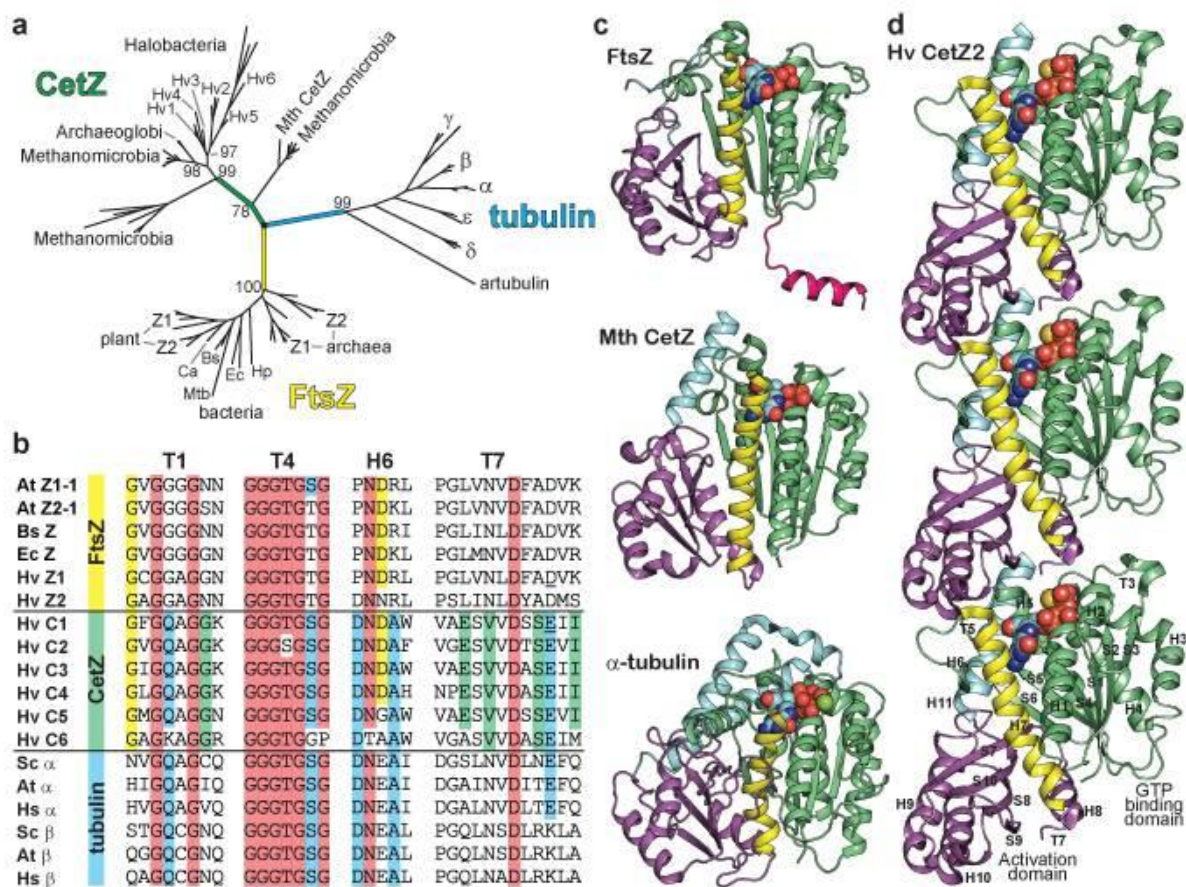 a
Halobacteria
CetZ
Hv3
Hv4
Hv1
Hv2
Hv6
Hv5
Archaeoglobi
Methanomicrobia
97
98
99
Mth CetZ
Methanomicrobia
Methanomicrobia
78
99
γ
β
α
ε
δ
tubulin
artubulin
100
plant
Z1
Z2
Ca
Bs
Mtb
Ec
Hp
bacteria
Z2
Z1
archaea
FtsZ
b
T1 T4 H6 T7
FtsZ
At Z1-1 GVGGGGNN GGGTGSG PNDRL PGLVNVDFADVK
At Z2-1 GVGGGGSN GGGTGTG PNDKL PGLVNVDFADVR
Bs Z GVGGGGNN GGGTGTG PNDRI PGLVNVDFADVK
Ec Z GVGGGGGN GGGTGTG PNDKL PGLMNVDFADVR
Hv Z1 GCGGAGGN GGGTGTG PNDRL PGLVNLDYADVK
Hv Z2 GAGGAGNN GGGTGTG DNNRL PSLINLDYADMS
CetZ
Hv C1 GFGQAGGK GGGTGSG DNDAW VAESVVDSSEII
Hv C2 GVGQAGGK GGGSGSG DNDAF VGESVVDTSEVI
Hv C3 GIGQAGGK GGGTGSG DNDAW VAESVVDSSEII
Hv C4 GLGQAGGK GGGTGSG DNDAH NPESVVDASEII
Hv C5 GMGQAGGN GGGTGSG DNGAW VAESVVDSSEVI
Hv C6 GAGKAGGR GGGTGGP DTAAW VGASVVDSSEIM
tubulin
Sc α NVGQAGCQ GGGTGSG DNEAI DGSLNVDLNEFQ
At α HIGQAGIQ GGGTGSG DNEAI DGAINVDITEFQ
Hs α HVGQAGVQ GGGTGSG DNEAI DGALNVDLTEFQ
Sc β STGQCGNQ GGGTGSG DNEAL PGQLNSDLRKLA
At β QGGQCGNQ GGGTGSG DNEAL PGQLNSDLRKLA
Hs β QAGQCGNQ GGGTGSG DNEAL PGQLNADLRKLA
c
FtsZ
Mth CetZ
α-tubulin
d
Hv CetZ2
T3
H5
H2
T5
H3
S2
S3
H6
S5
S1
S6
H1
S4
H4
H11
H7
S7
S10
S8
H9
H8
S9
T7
H10
GTP
binding
domain
Activation
domain